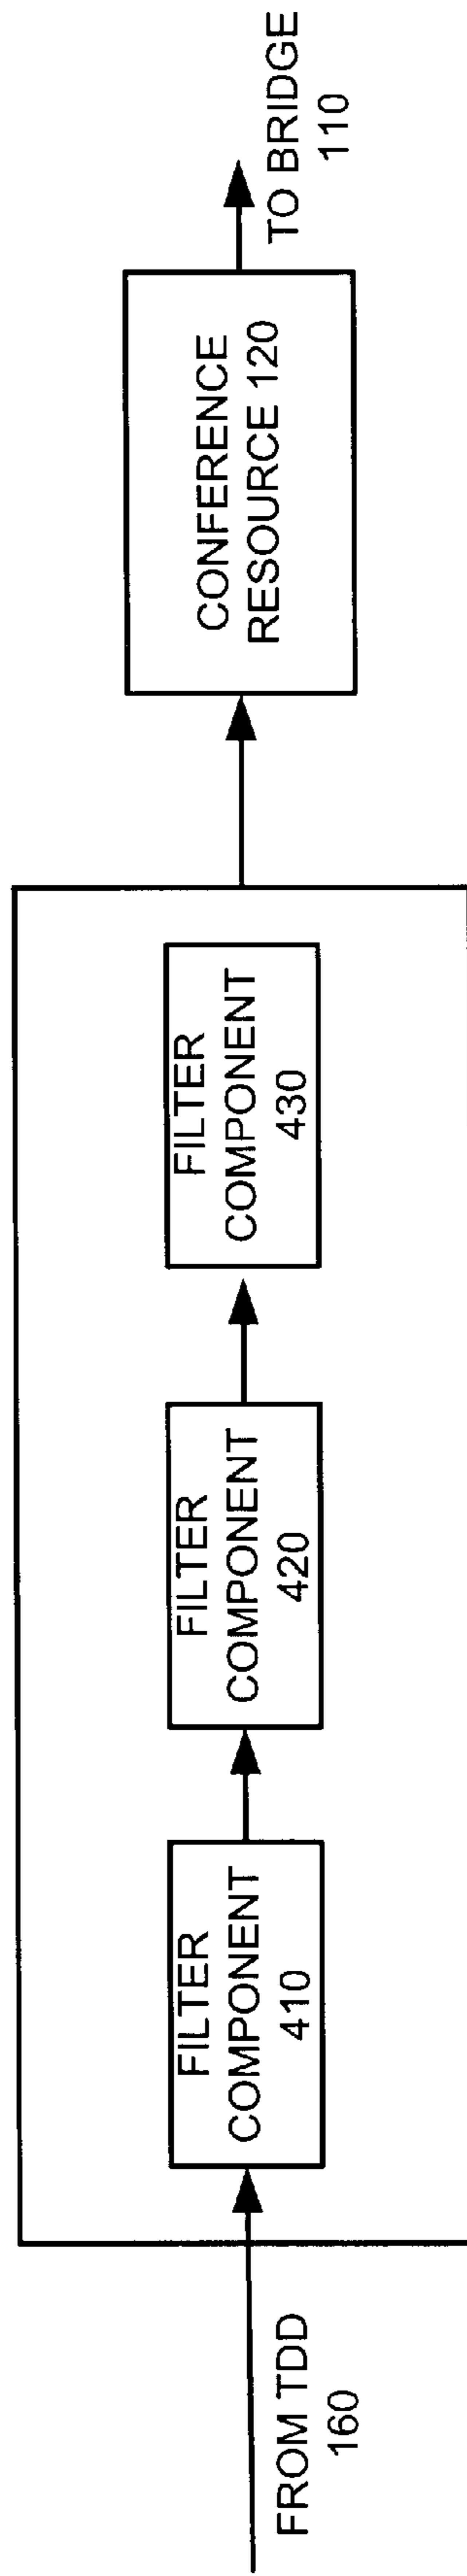 FROM TDD
160
FILTER
COMPONENT
410
FILTER
COMPONENT
420
FILTER
COMPONENT
430
CONFERENCE
RESOURCE 120
TO BRIDGE
110